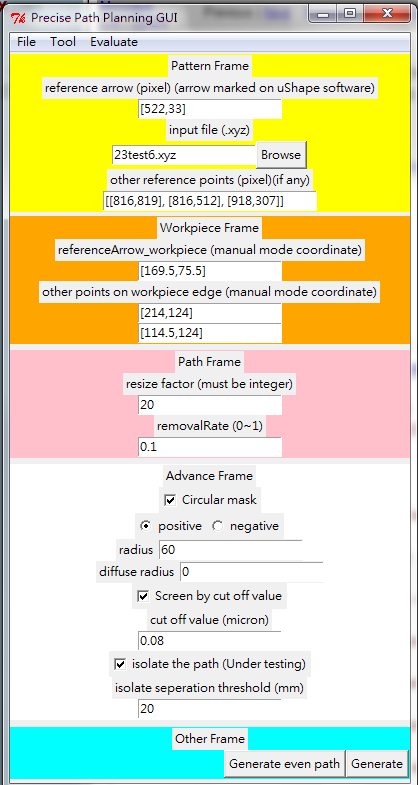 Precise Path Planning GUI
File Tool Evaluate
Pattern Frame
reference arrow (pixel) (arrow marked on uShape software)
[522,33]
input file (.xyz)
23test6.xyz Browse
other reference points (pixel)(if any)
[[816,819], [816,512], [918,307]]
Workpiece Frame
referenceArrow_workpiece (manual mode coordinate)
[169.5,75.5]
other points on workpiece edge (manual mode coordinate)
[214,124]
[114.5,124]
Path Frame
resize factor (must be integer)
20
removalRate (0~1)
0.1
Advance Frame
Circular mask
positive negative
radius 60
diffuse radius 0
Screen by cut off value
cut off value (micron)
0.08
isolate the path (Under testing)
isolate seperation threshold (mm)
20
Other Frame
Generate even path Generate